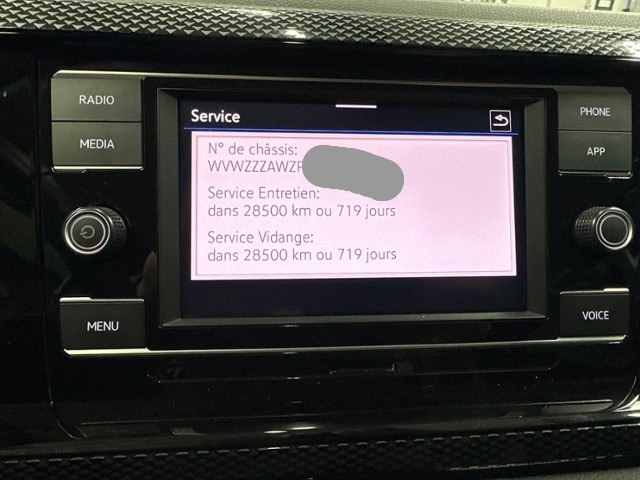 RADIO
MEDIA
MENU
Service
N° de châssis:
WVWZZZAWZ
Service Entretien:
dans 28500 km ou 719 jours
Service Vidange:
dans 28500 km ou 719 jours
PHONE
APP
VOICE